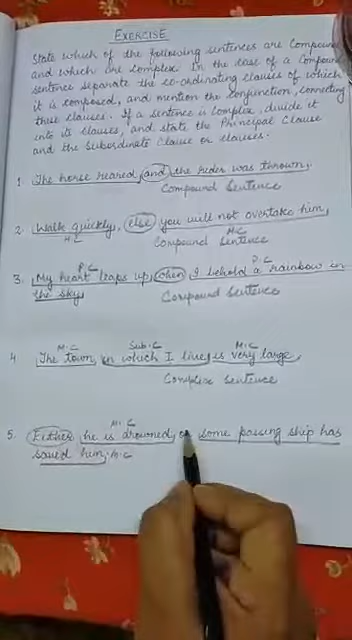 EXERCISE
State which of the following sentences are Compound
and which are complex. In the case of a Compound
sentence separate the co-ordinating clauses of which
it is composed, and mention the conjunction, connecting
these clauses. If a sentence is Complex, divide it
into its clauses, and state the Principal Clause
and the Subordinate Clause or clauses.
1. The horse reared, and the rider was thrown.
Compound Sentence
2. Walk quickly, else you will not overtake him.
M.C
Compound Sentence
P.C P.C
3. My heart leaps up when I behold a rainbow in
the sky.
Compound Sentence
M.C Sub.C M.C
4. The town, in which I live, is very large.
Complex Sentence
M.C
5. Either he is drowned, some passing ship has
saved him. M.C